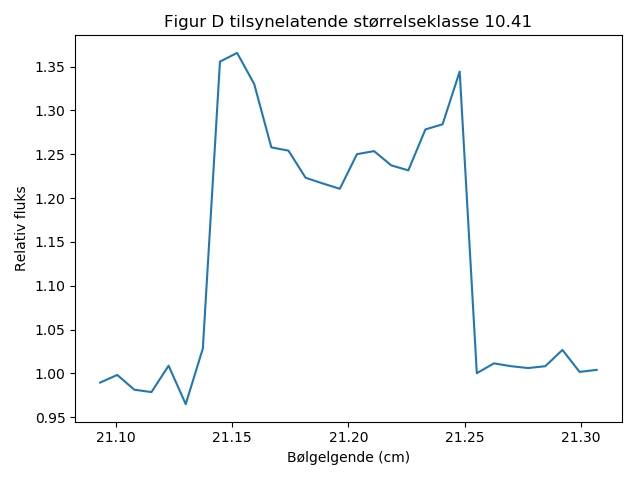 Figur D tilsynelatende størrelseklasse 10.41
1.35
1.30
1.25
1.20
1.15
1.10
1.05
1.00
0.95
Relativ fluks
21.10 21.15 21.20 21.25 21.30
Bølgelgende (cm)